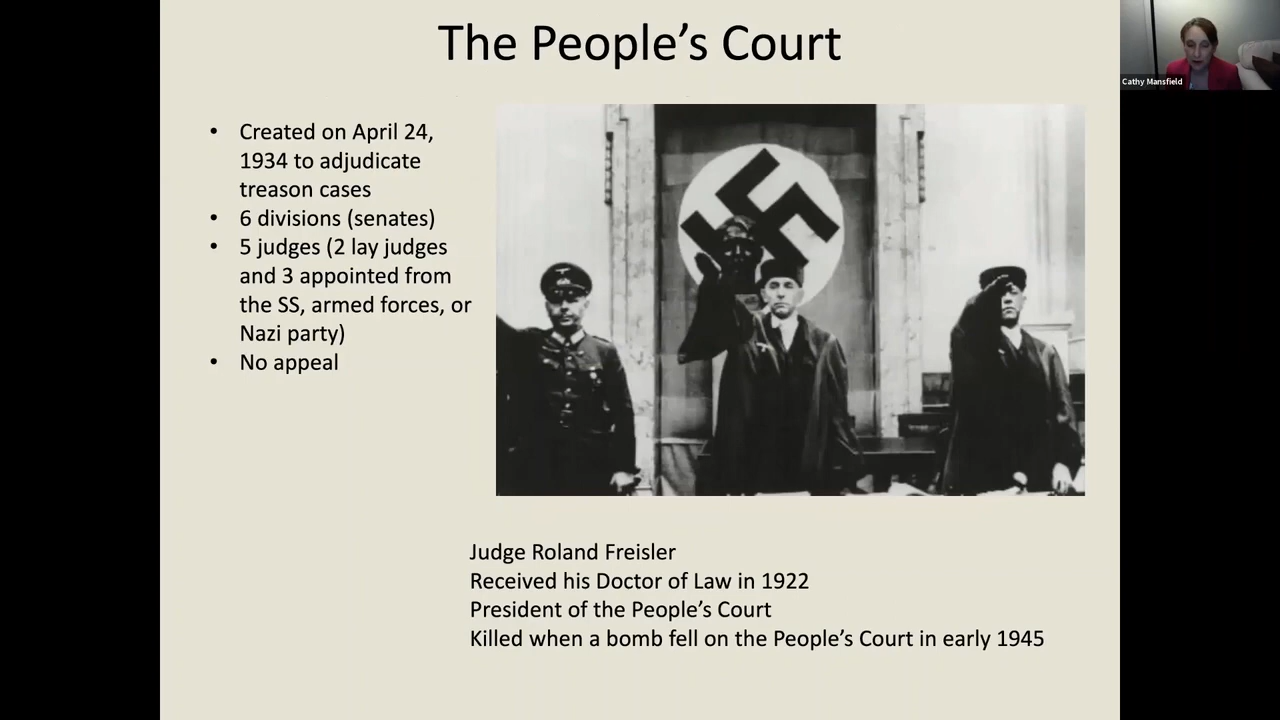 The People's Court
Cathy Mansfield
• Created on April 24,
1934 to adjudicate
treason cases
• 6 divisions (senates)
• 5 judges (2 lay judges
and 3 appointed from
the SS, armed forces, or
Nazi party)
• No appeal
Judge Roland Freisler
Received his Doctor of Law in 1922
President of the People's Court
Killed when a bomb fell on the People's Court in early 1945